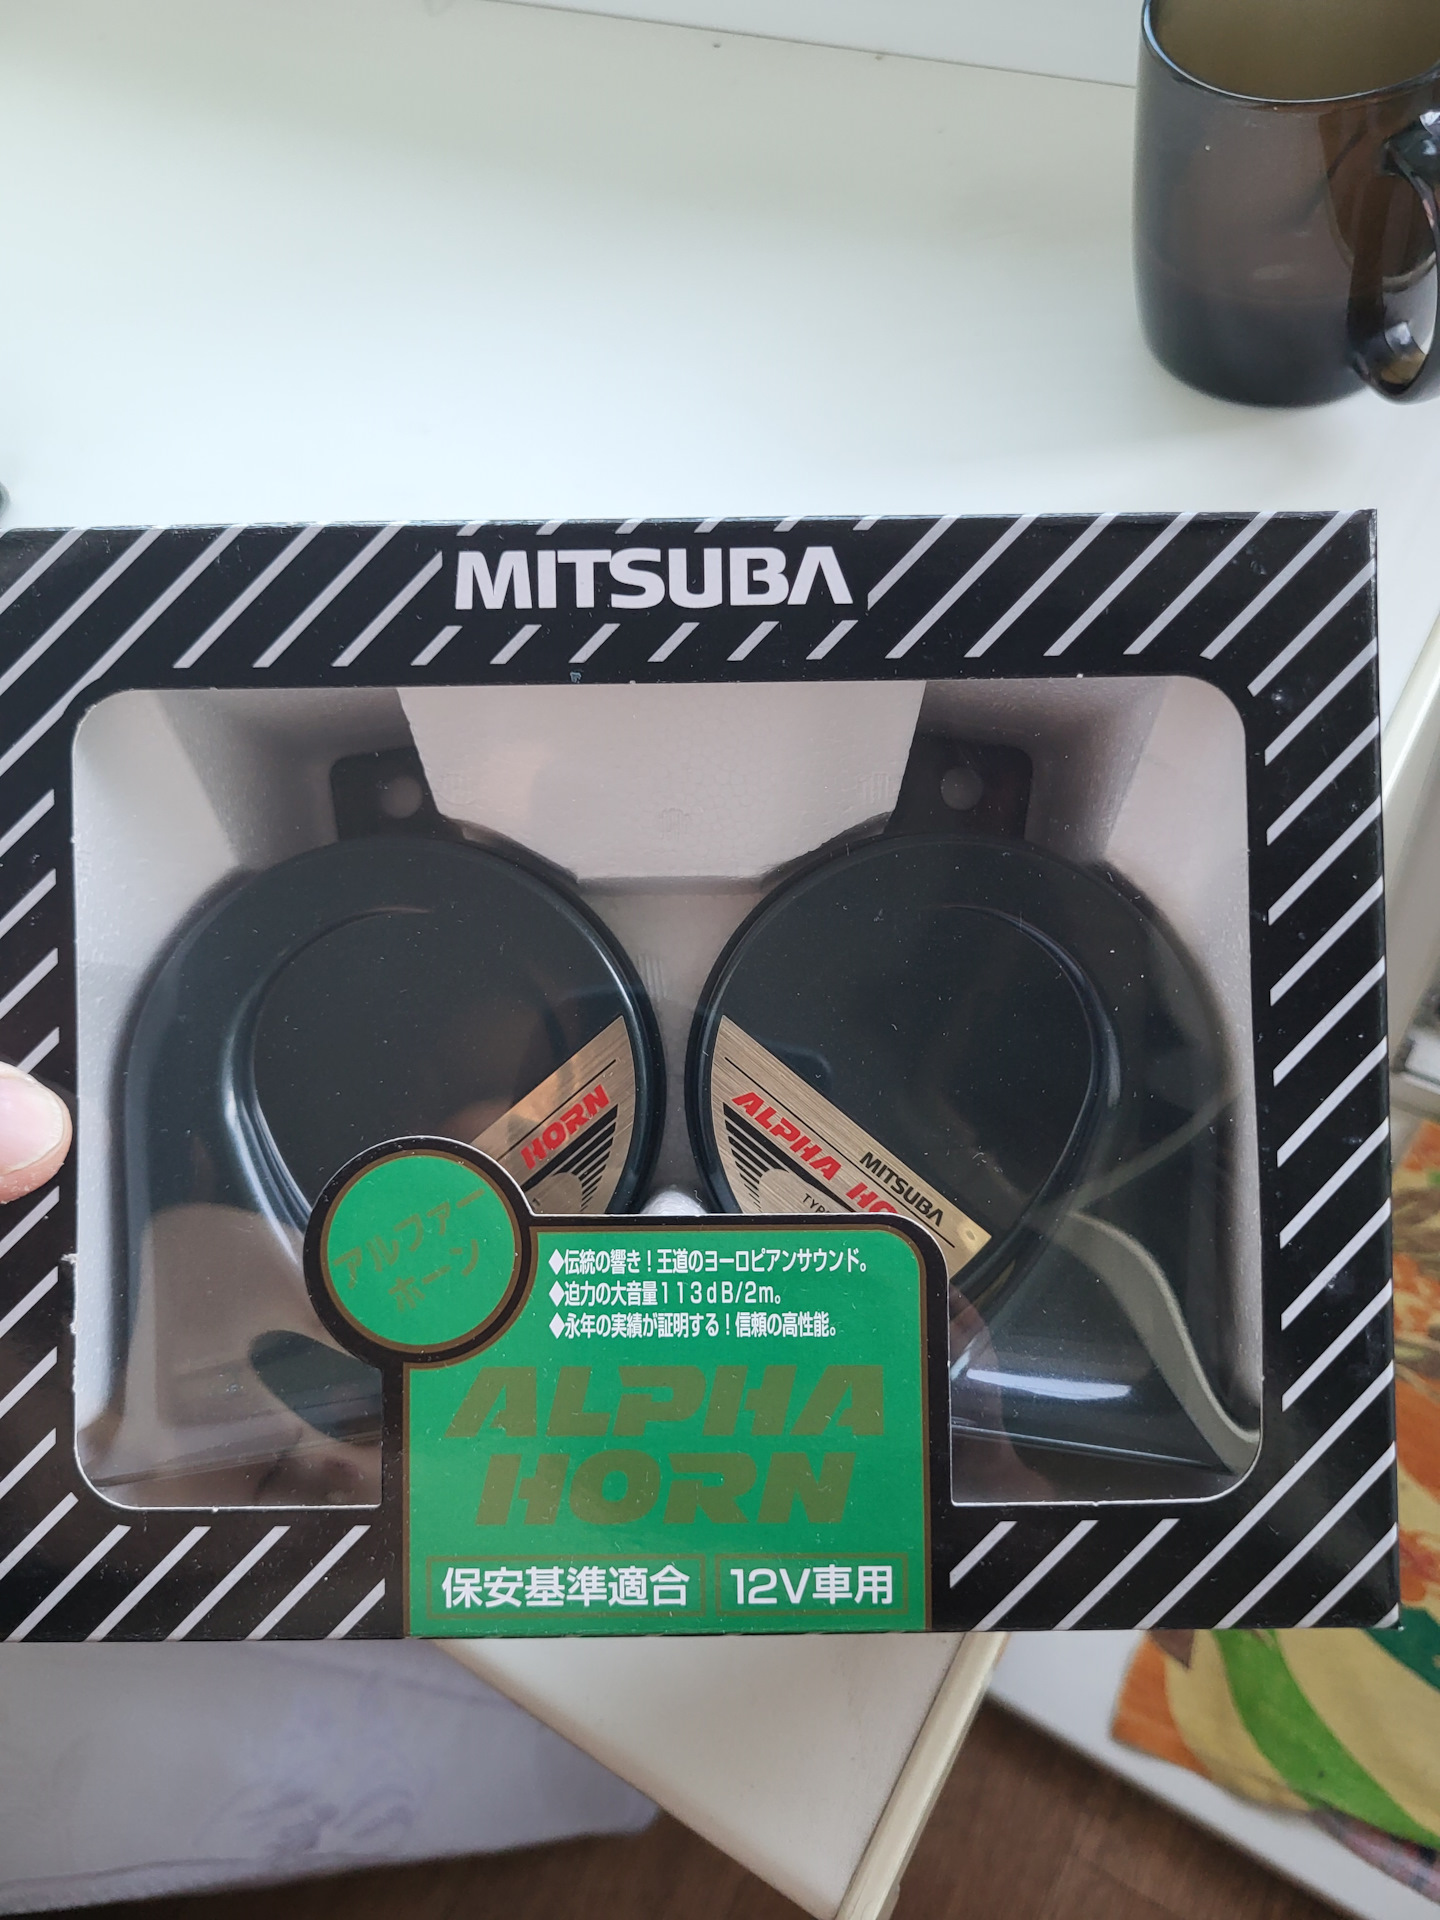 MITSUBA
HORN
ALPHA HO
MITSUBA
TYP
アルファー
ホーン
◆伝統の響き！王道のヨーロピアンサウンド。
◆迫力の大音量113dB/2m。
◆永年の実績が証明する！信頼の高性能。
ALPHA
HORN
保安基準適合 12V車用